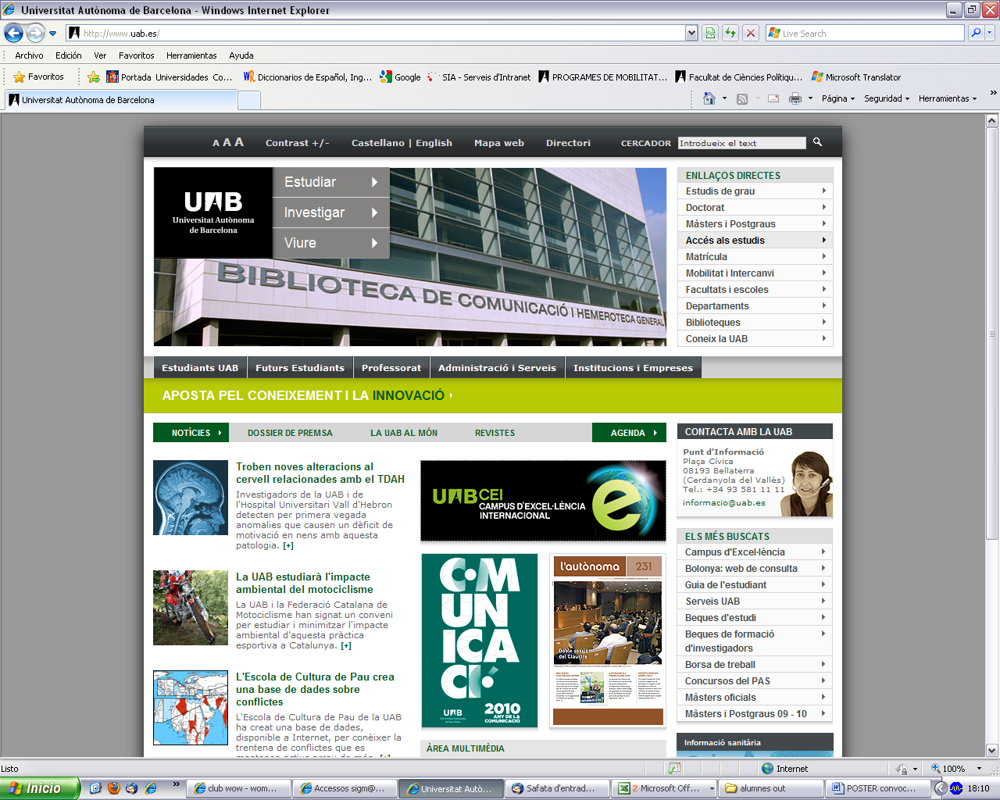 Universitat Autònoma de Barcelona - Windows Internet Explorer
http://www.uab.es/
Live Search
Archivo Edición Ver Favoritos Herramientas Ayuda
Favoritos Portada Universidades Co... Diccionarios de Español, Ing... Google SIA - Serveis d'Intranet PROGRAMES DE MOBILITAT... Facultat de Ciències Polítiqu... Microsoft Translator
Universitat Autònoma de Barcelona
Página Seguridad Herramientas
A A A Contrast +/- Castellano | English Mapa web Directori CERCADOR Introdueix el text
UAB
Universitat Autònoma
de Barcelona
Estudiar
Investigar
Viure
BIBLIOTECA DE COMUNICACIÓ I HEMEROTECA GENERAL
ENLLAÇOS DIRECTES
Estudis de grau
Doctorat
Màsters i Postgraus
Accés als estudis
Matrícula
Mobilitat i Intercanvi
Facultats i escoles
Departaments
Biblioteques
Coneix la UAB
Estudiants UAB Futurs Estudiants Professorat Administració i Serveis Institucions i Empreses
APOSTA PEL CONEIXEMENT I LA INNOVACIÓ
NOTÍCIES DOSSIER DE PREMSA LA UAB AL MÓN REVISTES AGENDA
Troben noves alteracions al
cervell relacionades amb el TDAH
Investigadors de la UAB i de
l'Hospital Universitari Vall d'Hebron
detecten per primera vegada
anomalies que causen un dèficit de
motivació en nens amb aquesta
patologia. [+]
La UAB estudiarà l'impacte
ambiental del motociclisme
La UAB i la Federació Catalana de
Motociclisme han signat un conveni
per estudiar i minimitzar l'impacte
ambiental d'aquesta pràctica
esportiva a Catalunya. [+]
L'Escola de Cultura de Pau crea
una base de dades sobre
conflictes
L'Escola de Cultura de Pau de la UAB
ha creat una base de dades,
disponible a Internet, per conèixer la
trentena de conflictes que es
mantenen actius arreu de món. [+]
UABCEI
CAMPUS D'EXCEL·LÈNCIA
INTERNACIONAL
e
COMUNICACIÓ
UAB
2010
ANY DE LA
COMUNICACIÓ
l'autònoma 231
Doble sessió
del Claustre
ÀREA MULTIMÈDIA
CONTACTA AMB LA UAB
Punt d'Informació
Plaça Cívica
08193 Bellaterra
(Cerdanyola del Vallès)
Tel.: +34 93 581 11 11
informacio@uab.es
ELS MÉS BUSCATS
Campus d'Excel·lència
Bolonya: web de consulta
Guia de l'estudiant
Serveis UAB
Beques d'estudi
Beques de formació
d'investigadors
Borsa de treball
Concursos del PAS
Màsters oficials
Màsters i Postgraus 09 - 10
Informació sanitària
Listo Internet 100%
Inicio club wow - wom... Accessos sigm@... Universitat Autò... Safata d'entrad... 2 Microsoft Off... alumnes out POSTER convoc... 18:10